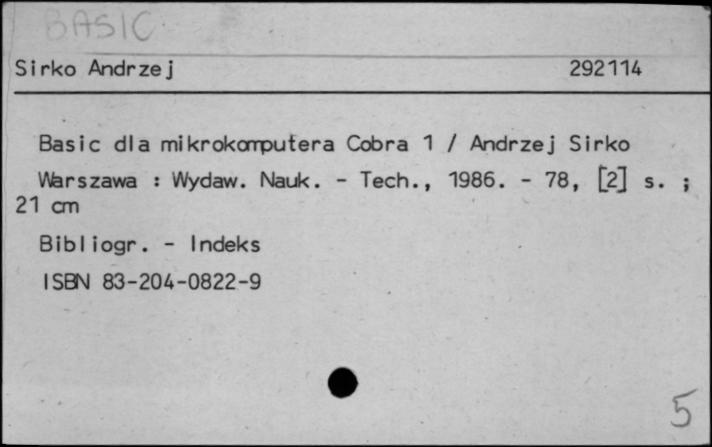 BASIC
Sirko Andrzej 292114
Basic dla mikrokomputera Cobra 1 / Andrzej Sirko
Warszawa : Wydaw. Nauk. - Tech., 1986. - 78, [2] s. ;
21 cm
Bibliogr. - Indeks
ISBN 83-204-0822-9
5